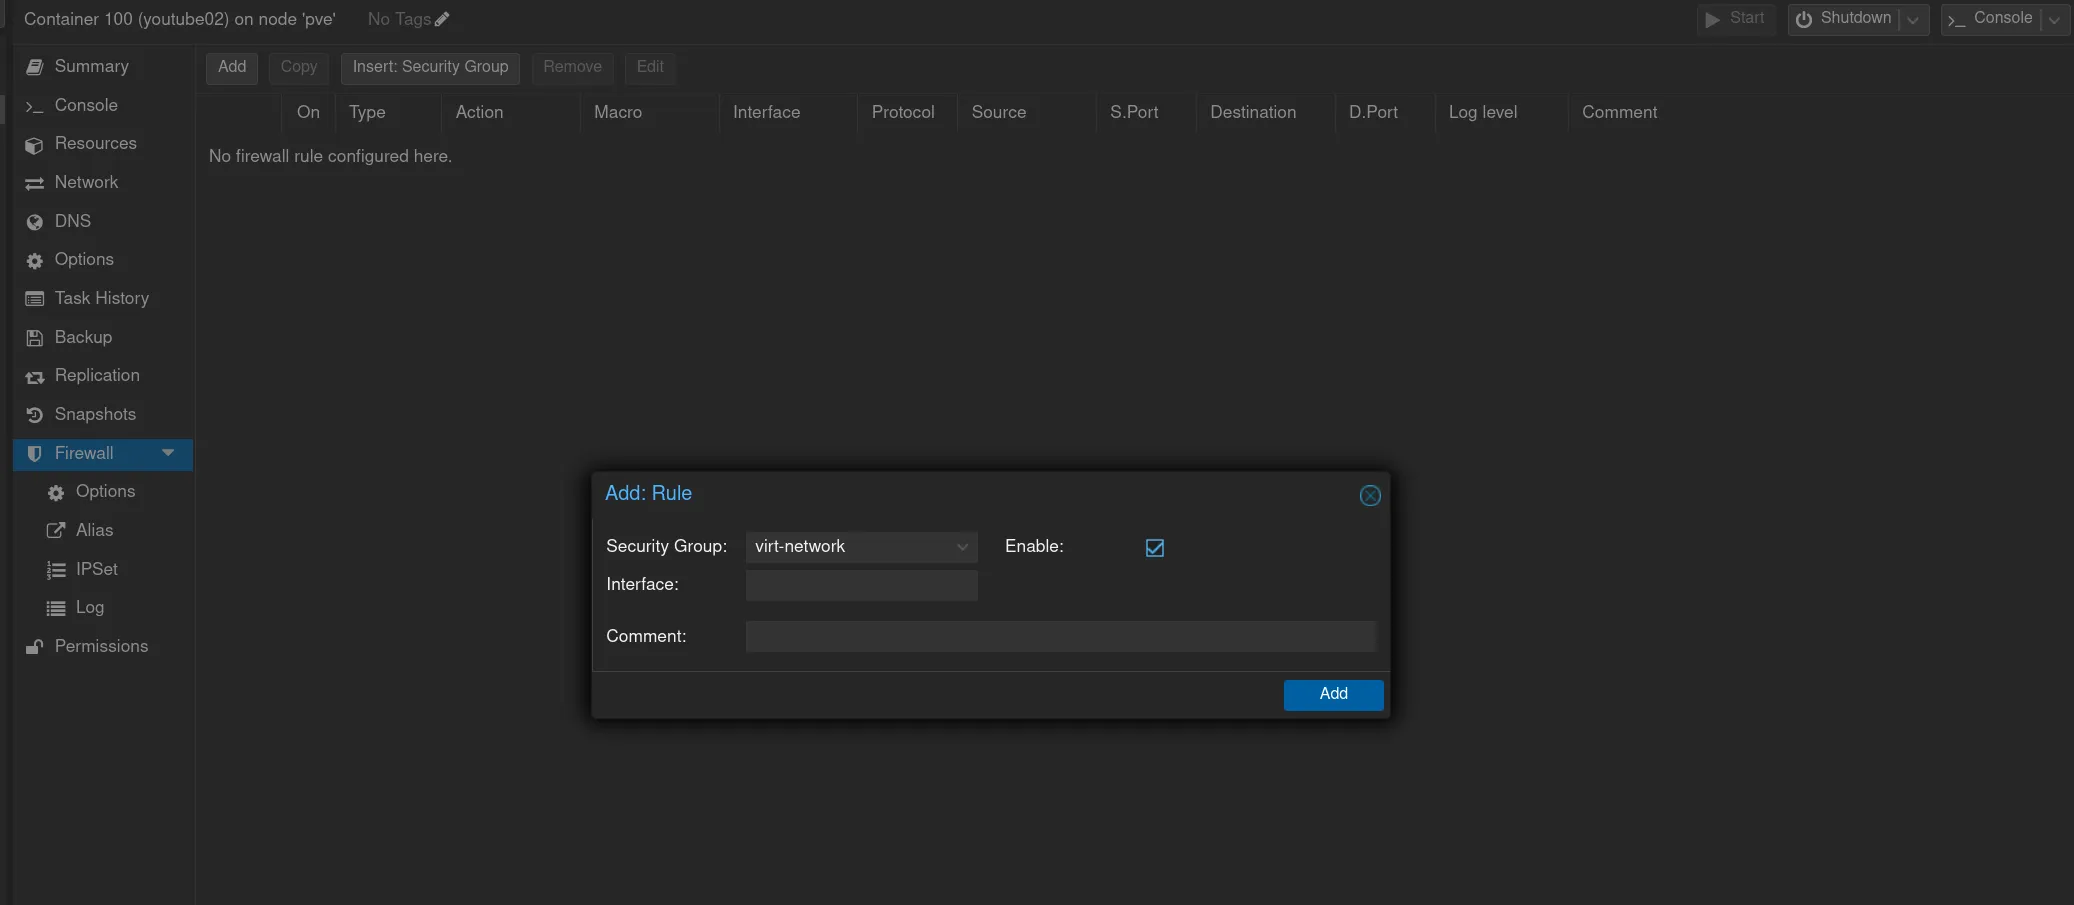 Container 100 (youtube02) on node 'pve' No Tags Start Shutdown Console
Summary
Console
Resources
Network
DNS
Options
Task History
Backup
Replication
Snapshots
Firewall
Options
Alias
IPSet
Log
Permissions
Add Copy Insert: Security Group Remove Edit
On Type Action Macro Interface Protocol Source S.Port Destination D.Port Log level Comment
No firewall rule configured here.
Add: Rule
Security Group: virt-network Enable:
Interface:
Comment:
Add